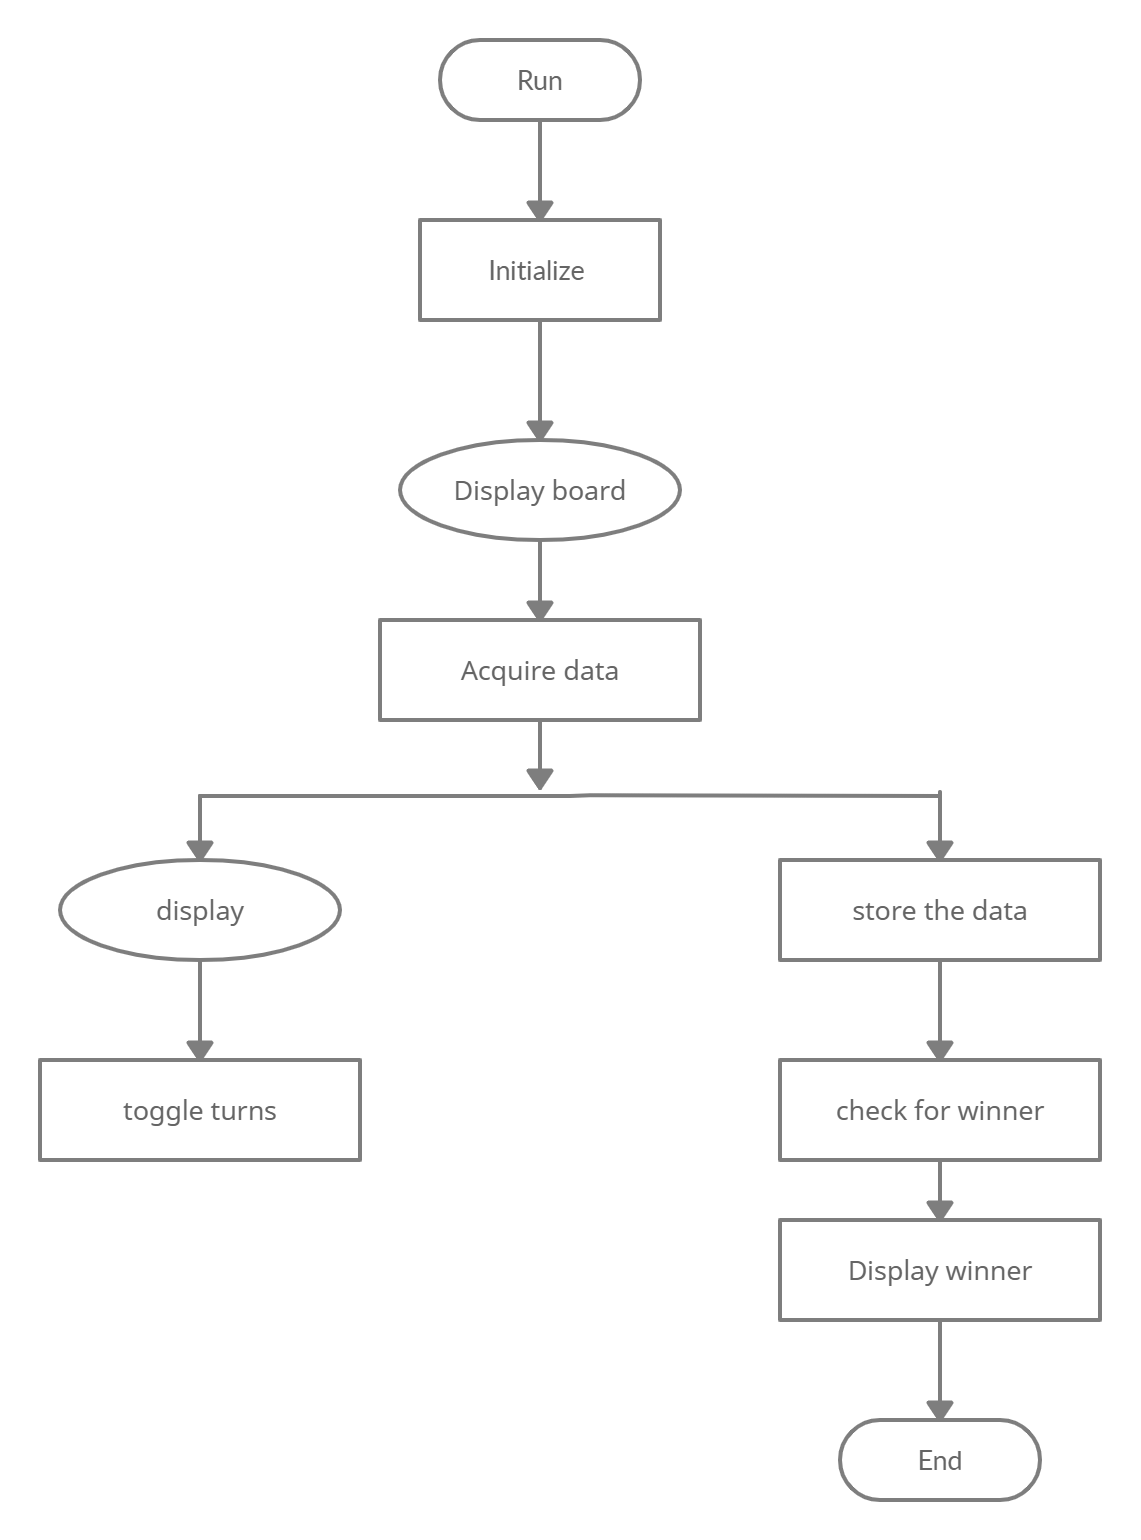 Run
Initialize
Display board
Acquire data
display
store the data
toggle turns
check for winner
Display winner
End